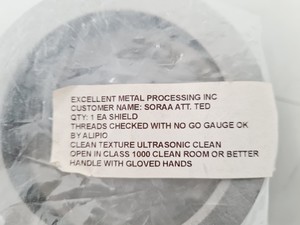 EXCELLENT METAL PROCESSING INC
CUSTOMER NAME: SORAA ATT. TED
QTY: 1 EA SHIELD
THREADS CHECKED WITH NO GO GAUGE OK
BY ALIPIO
CLEAN TEXTURE ULTRASONIC CLEAN
OPEN IN CLASS 1000 CLEAN ROOM OR BETTER
HANDLE WITH GLOVED HANDS